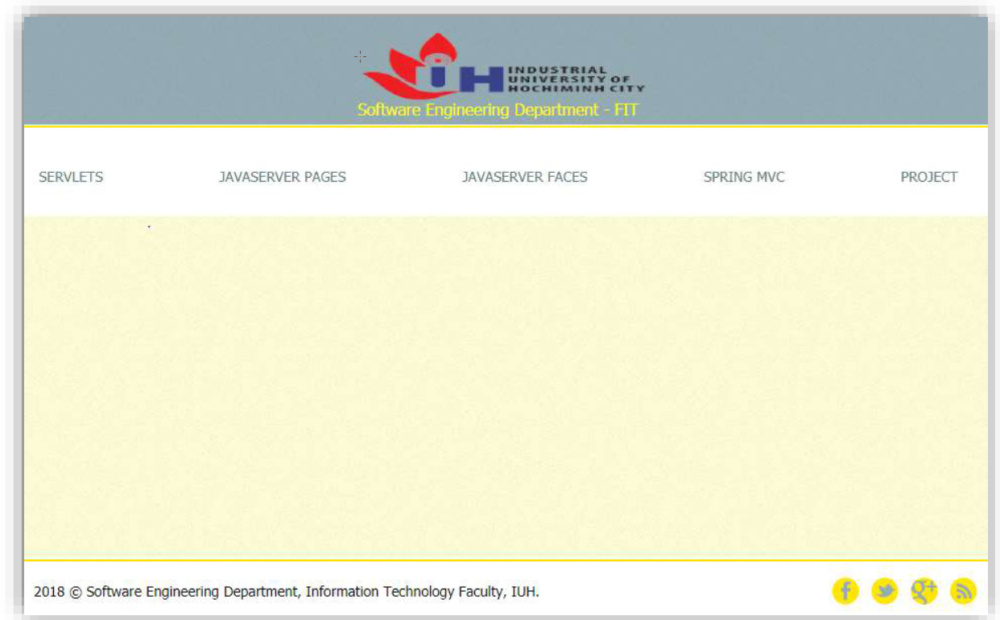 IUH INDUSTRIAL
UNIVERSITY OF
HOCHIMINH CITY
Software Engineering Department - FIT
SERVLETS JAVASERVER PAGES JAVASERVER FACES SPRING MVC PROJECT
2018 © Software Engineering Department, Information Technology Faculty, IUH. f g+